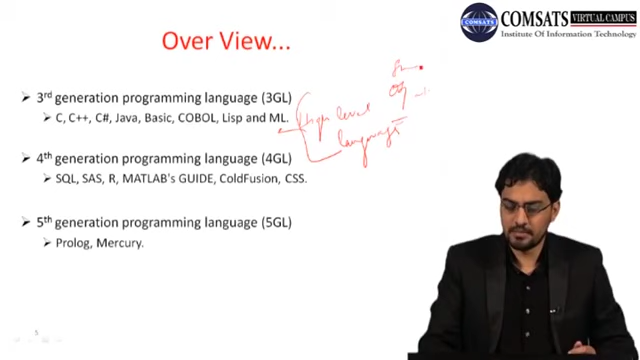 COMSATS VIRTUAL CAMPUS
Institute Of Information Technology
Over View...
3rd generation programming language (3GL)
C, C++, C#, Java, Basic, COBOL, Lisp and ML.
High level
language
4th generation programming language (4GL)
SQL, SAS, R, MATLAB's GUIDE, ColdFusion, CSS.
5th generation programming language (5GL)
Prolog, Mercury.